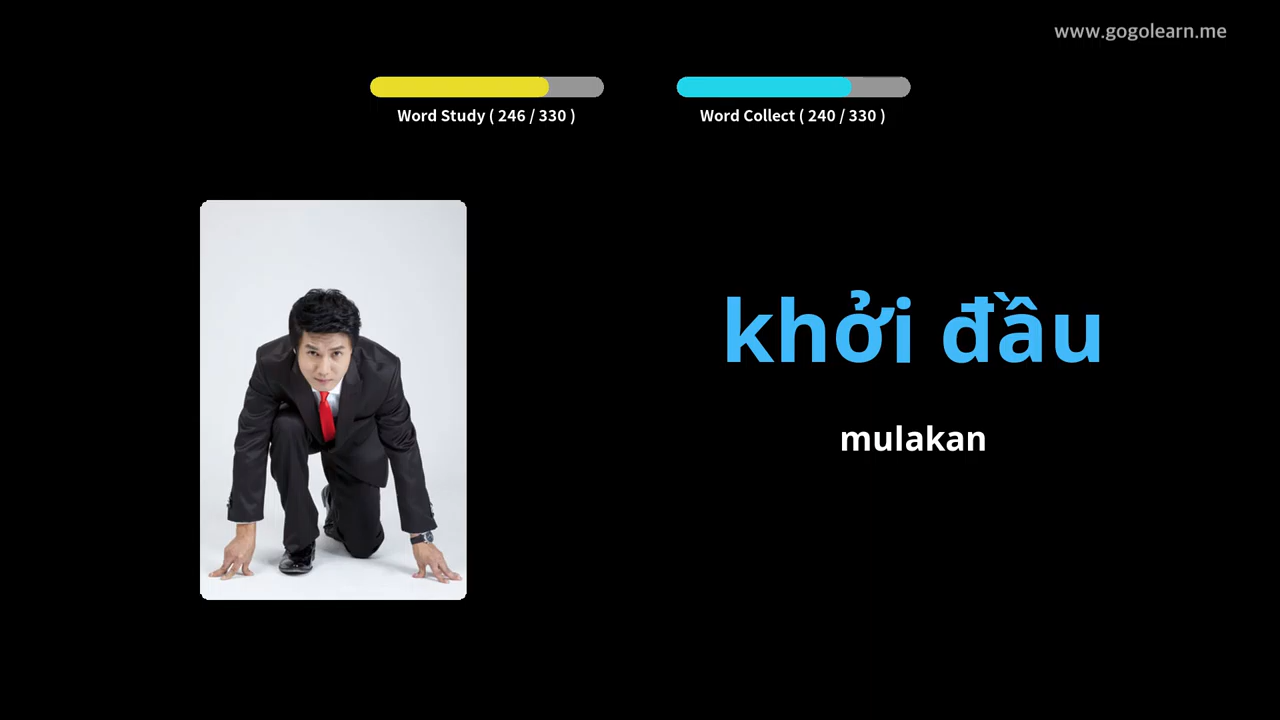 www.gogolearn.me
Word Study ( 246 / 330 )
Word Collect ( 240 / 330 )
khởi đầu
mulakan